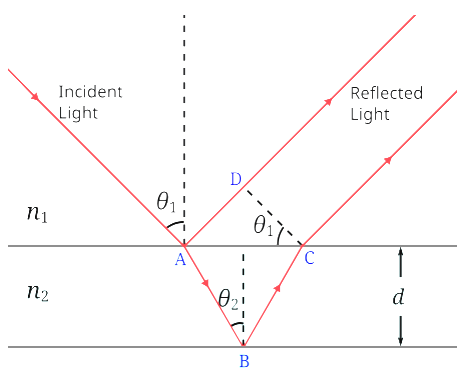 Incident
Light
Reflected
Light
D
θ₁
θ₁
n₁
A
C
n₂
θ₂
d
B